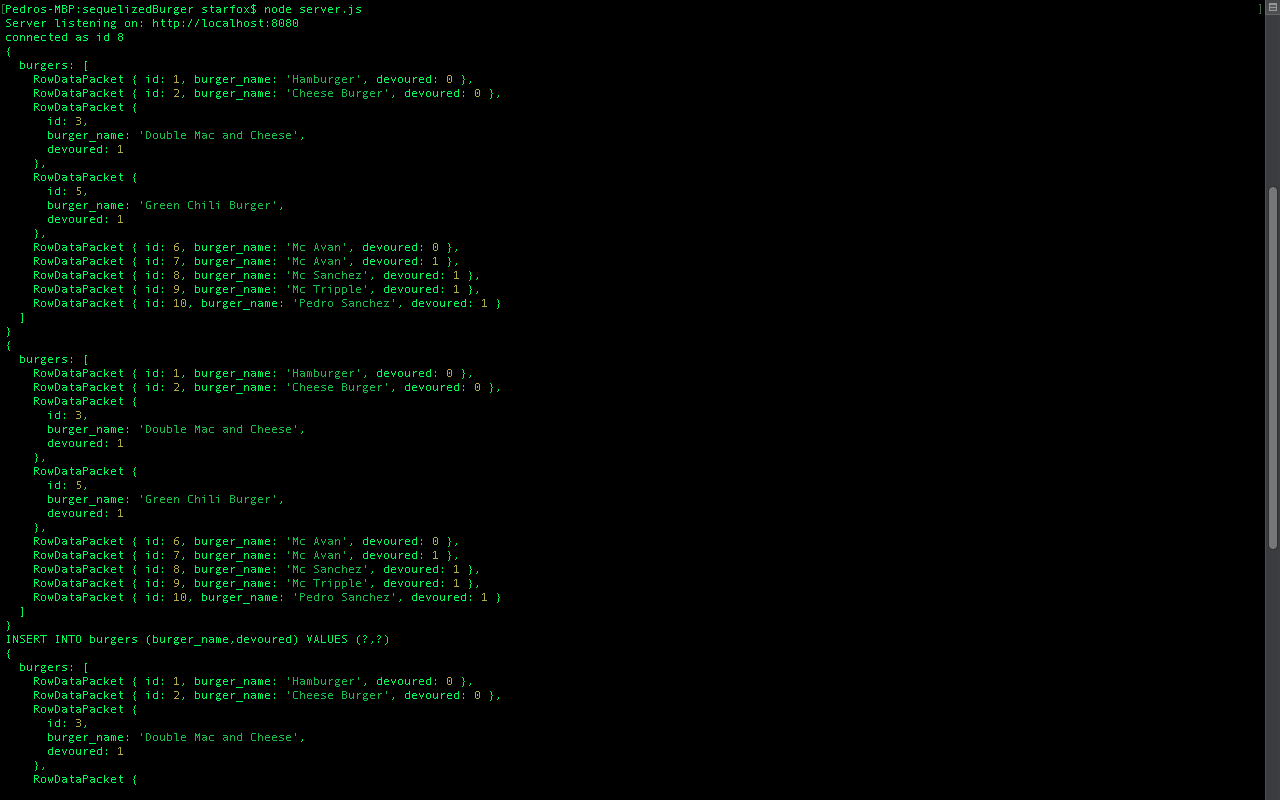 [Pedros-MBP:sequelizedBurger starfox$ node server.js ]
Server listening on: http://localhost:8080
connected as id 8
{
  burgers: [
    RowDataPacket { id: 1, burger_name: 'Hamburger', devoured: 0 },
    RowDataPacket { id: 2, burger_name: 'Cheese Burger', devoured: 0 },
    RowDataPacket {
      id: 3,
      burger_name: 'Double Mac and Cheese',
      devoured: 1
    },
    RowDataPacket {
      id: 5,
      burger_name: 'Green Chili Burger',
      devoured: 1
    },
    RowDataPacket { id: 6, burger_name: 'Mc Avan', devoured: 0 },
    RowDataPacket { id: 7, burger_name: 'Mc Avan', devoured: 1 },
    RowDataPacket { id: 8, burger_name: 'Mc Sanchez', devoured: 1 },
    RowDataPacket { id: 9, burger_name: 'Mc Tripple', devoured: 1 },
    RowDataPacket { id: 10, burger_name: 'Pedro Sanchez', devoured: 1 }
  ]
}
{
  burgers: [
    RowDataPacket { id: 1, burger_name: 'Hamburger', devoured: 0 },
    RowDataPacket { id: 2, burger_name: 'Cheese Burger', devoured: 0 },
    RowDataPacket {
      id: 3,
      burger_name: 'Double Mac and Cheese',
      devoured: 1
    },
    RowDataPacket {
      id: 5,
      burger_name: 'Green Chili Burger',
      devoured: 1
    },
    RowDataPacket { id: 6, burger_name: 'Mc Avan', devoured: 0 },
    RowDataPacket { id: 7, burger_name: 'Mc Avan', devoured: 1 },
    RowDataPacket { id: 8, burger_name: 'Mc Sanchez', devoured: 1 },
    RowDataPacket { id: 9, burger_name: 'Mc Tripple', devoured: 1 },
    RowDataPacket { id: 10, burger_name: 'Pedro Sanchez', devoured: 1 }
  ]
}
INSERT INTO burgers (burger_name,devoured) VALUES (?,?)
{
  burgers: [
    RowDataPacket { id: 1, burger_name: 'Hamburger', devoured: 0 },
    RowDataPacket { id: 2, burger_name: 'Cheese Burger', devoured: 0 },
    RowDataPacket {
      id: 3,
      burger_name: 'Double Mac and Cheese',
      devoured: 1
    },
    RowDataPacket {